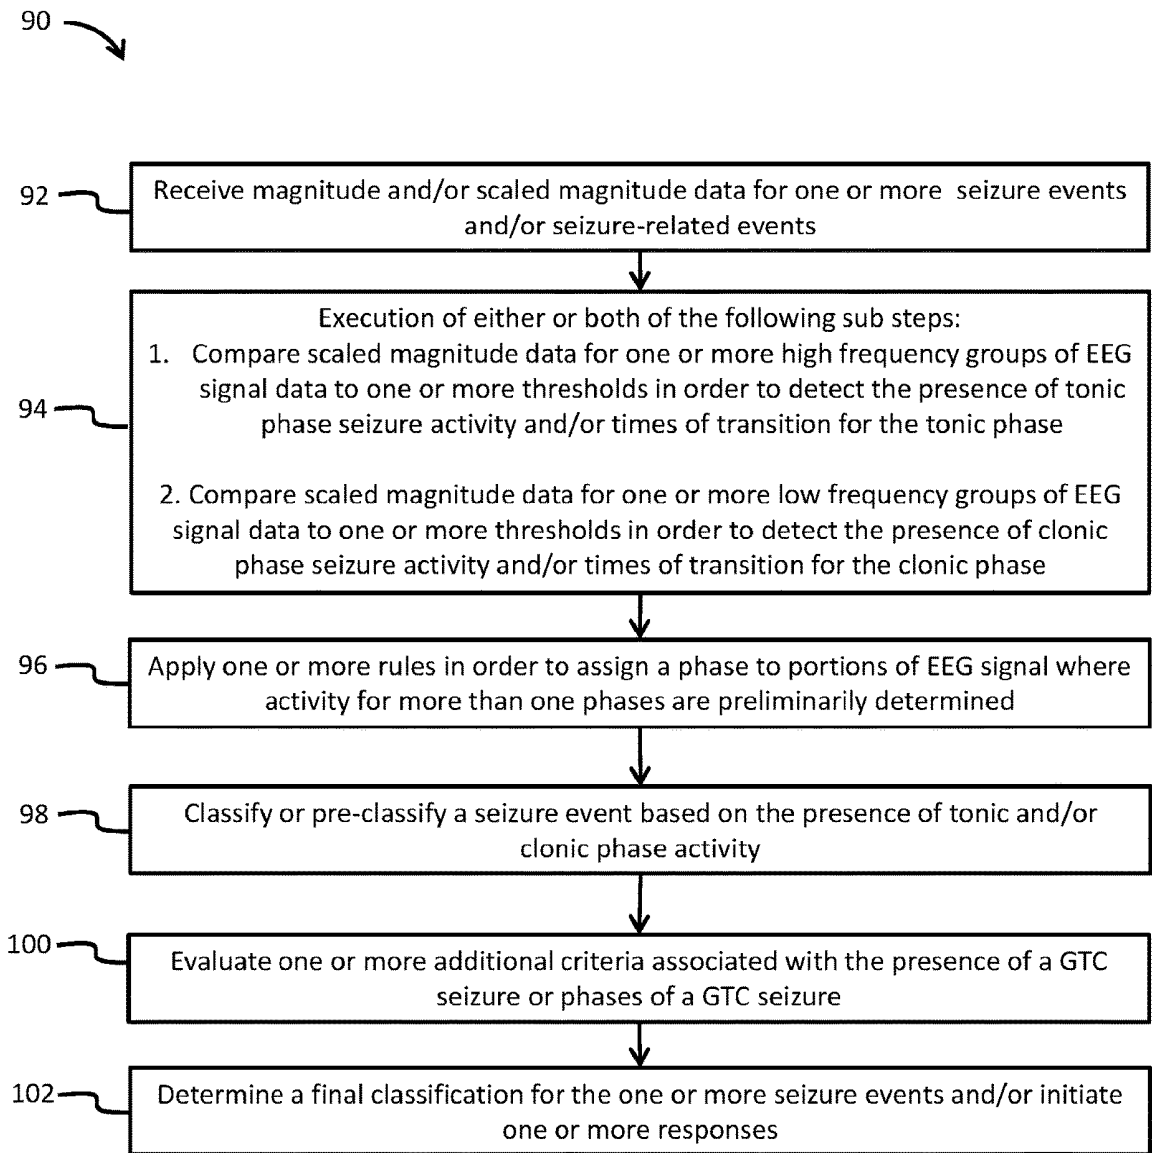 90
92
Receive magnitude and/or scaled magnitude data for one or more seizure events
and/or seizure-related events
94
Execution of either or both of the following sub steps:
1. Compare scaled magnitude data for one or more high frequency groups of EEG
signal data to one or more thresholds in order to detect the presence of tonic
phase seizure activity and/or times of transition for the tonic phase
2. Compare scaled magnitude data for one or more low frequency groups of EEG
signal data to one or more thresholds in order to detect the presence of clonic
phase seizure activity and/or times of transition for the clonic phase
96
Apply one or more rules in order to assign a phase to portions of EEG signal where
activity for more than one phases are preliminarily determined
98
Classify or pre-classify a seizure event based on the presence of tonic and/or
clonic phase activity
100
Evaluate one or more additional criteria associated with the presence of a GTC
seizure or phases of a GTC seizure
102
Determine a final classification for the one or more seizure events and/or initiate
one or more responses